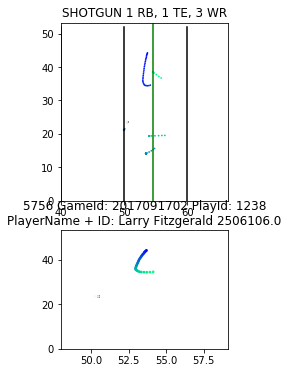 SHOTGUN 1 RB, 1 TE, 3 WR
50
40
30
20
10
0
40 50 60
5756 GameId: 2017091702 PlayId: 1238
PlayerName + ID: Larry Fitzgerald 2506106.0
40
20
0
50.0 52.5 55.0 57.5